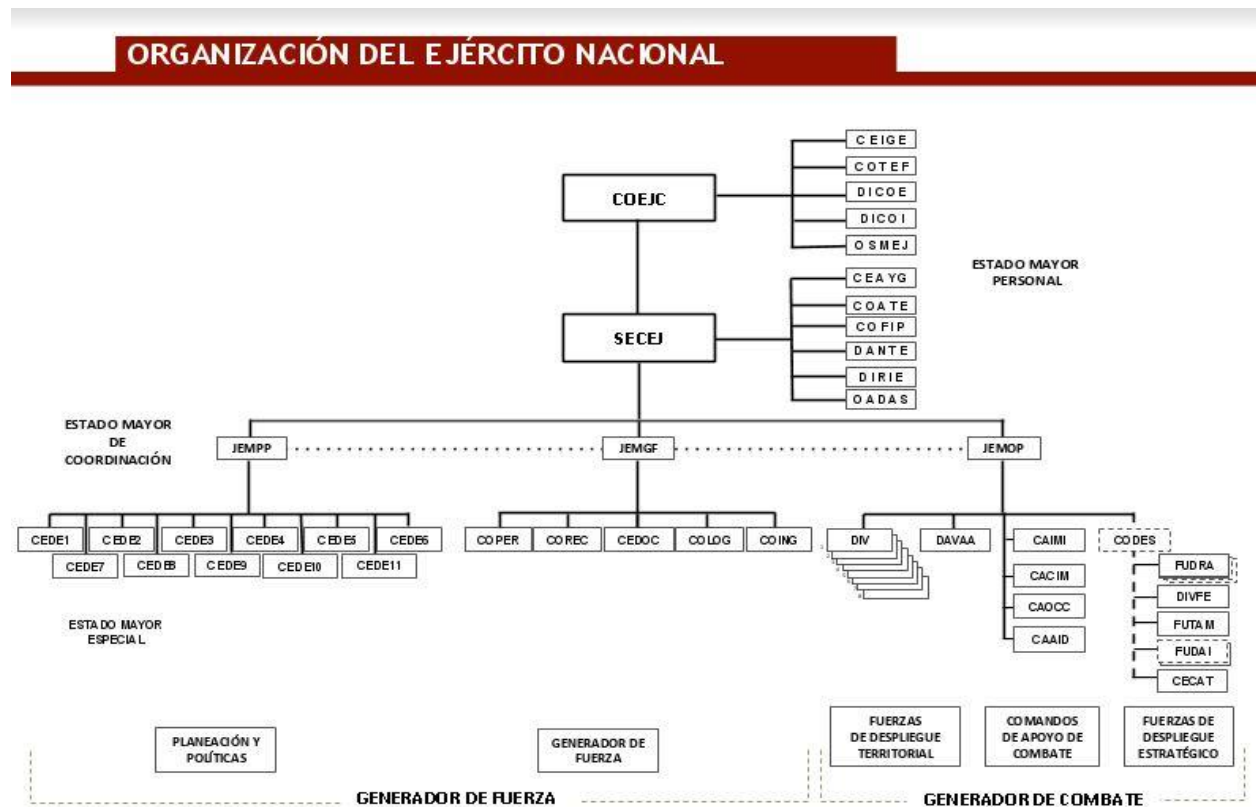 ORGANIZACIÓN DEL EJÉRCITO NACIONAL
CEIGE
COTEF
COEJC
DICOE
DICOI
OSMEJ
ESTADO MAYOR
PERSONAL
CEAYG
COATE
COFIP
SECEJ
DANTE
DIRIE
OADAS
ESTADO MAYOR
DE
COORDINACIÓN
JEMPP
JEMGF
JEMOP
CEDE1
CEDE2
CEDE3
CEDE4
CEDE5
CEDE6
CEDE7
CEDE8
CEDE9
CEDE10
CEDE11
COPER
COREC
CEDOC
COLOG
COING
DIV
DAVAA
CAIMI
CACIM
CAOCC
CAAID
CODES
FUDRA
DIVFE
FUTAM
FUDAI
CECAT
ESTADO MAYOR
ESPECIAL
PLANEACIÓN Y
POLÍTICAS
GENERADOR DE
FUERZA
FUERZAS
DE DESPLIEGUE
TERRITORIAL
COMANDOS
DE APOYO DE
COMBATE
FUERZAS DE
DESPLIEGUE
ESTRATÉGICO
GENERADOR DE FUERZA
GENERADOR DE COMBATE